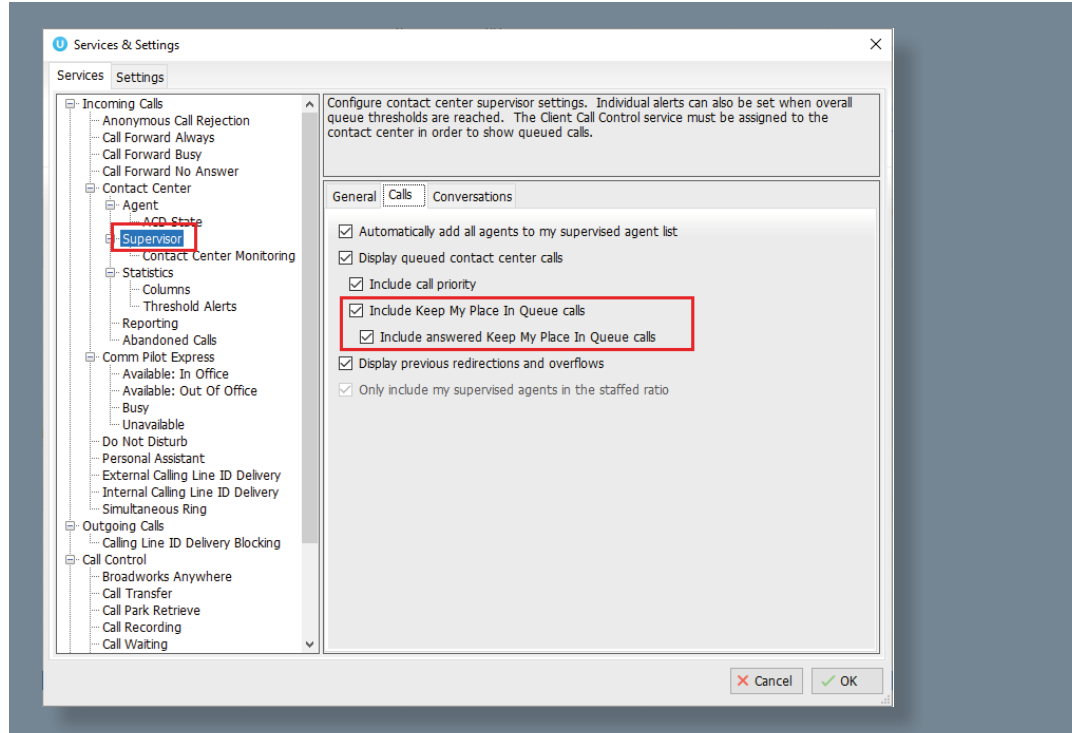 U Services & Settings
Services Settings
Incoming Calls
Anonymous Call Rejection
Call Forward Always
Call Forward Busy
Call Forward No Answer
Contact Center
Agent
ACD State
Supervisor
Contact Center Monitoring
Statistics
Columns
Threshold Alerts
Reporting
Abandoned Calls
Comm Pilot Express
Available: In Office
Available: Out Of Office
Busy
Unavailable
Do Not Disturb
Personal Assistant
External Calling Line ID Delivery
Internal Calling Line ID Delivery
Simultaneous Ring
Outgoing Calls
Calling Line ID Delivery Blocking
Call Control
Broadworks Anywhere
Call Transfer
Call Park Retrieve
Call Recording
Call Waiting
Configure contact center supervisor settings. Individual alerts can also be set when overall
queue thresholds are reached. The Client Call Control service must be assigned to the
contact center in order to show queued calls.
General Calls Conversations
Automatically add all agents to my supervised agent list
Display queued contact center calls
Include call priority
Include Keep My Place In Queue calls
Include answered Keep My Place In Queue calls
Display previous redirections and overflows
Only include my supervised agents in the staffed ratio
Cancel OK